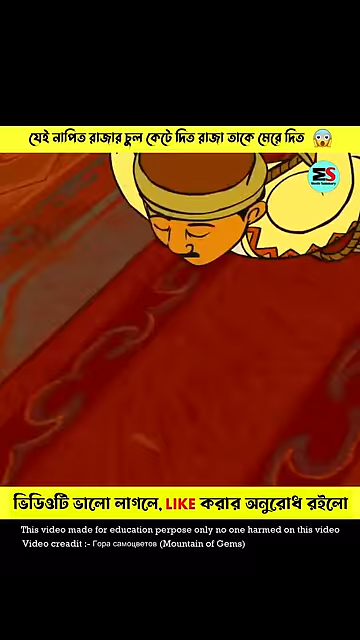 যেই নাপিত রাজার চুল কেটে দিত রাজা তাকে মেরে দিত 😱
ভিডিওটি ভালো লাগলে, LIKE করার অনুরোধ রইলো
This video made for education perpose only no one harmed on this video
Video creadit :- Гора самоцветов (Mountain of Gems)